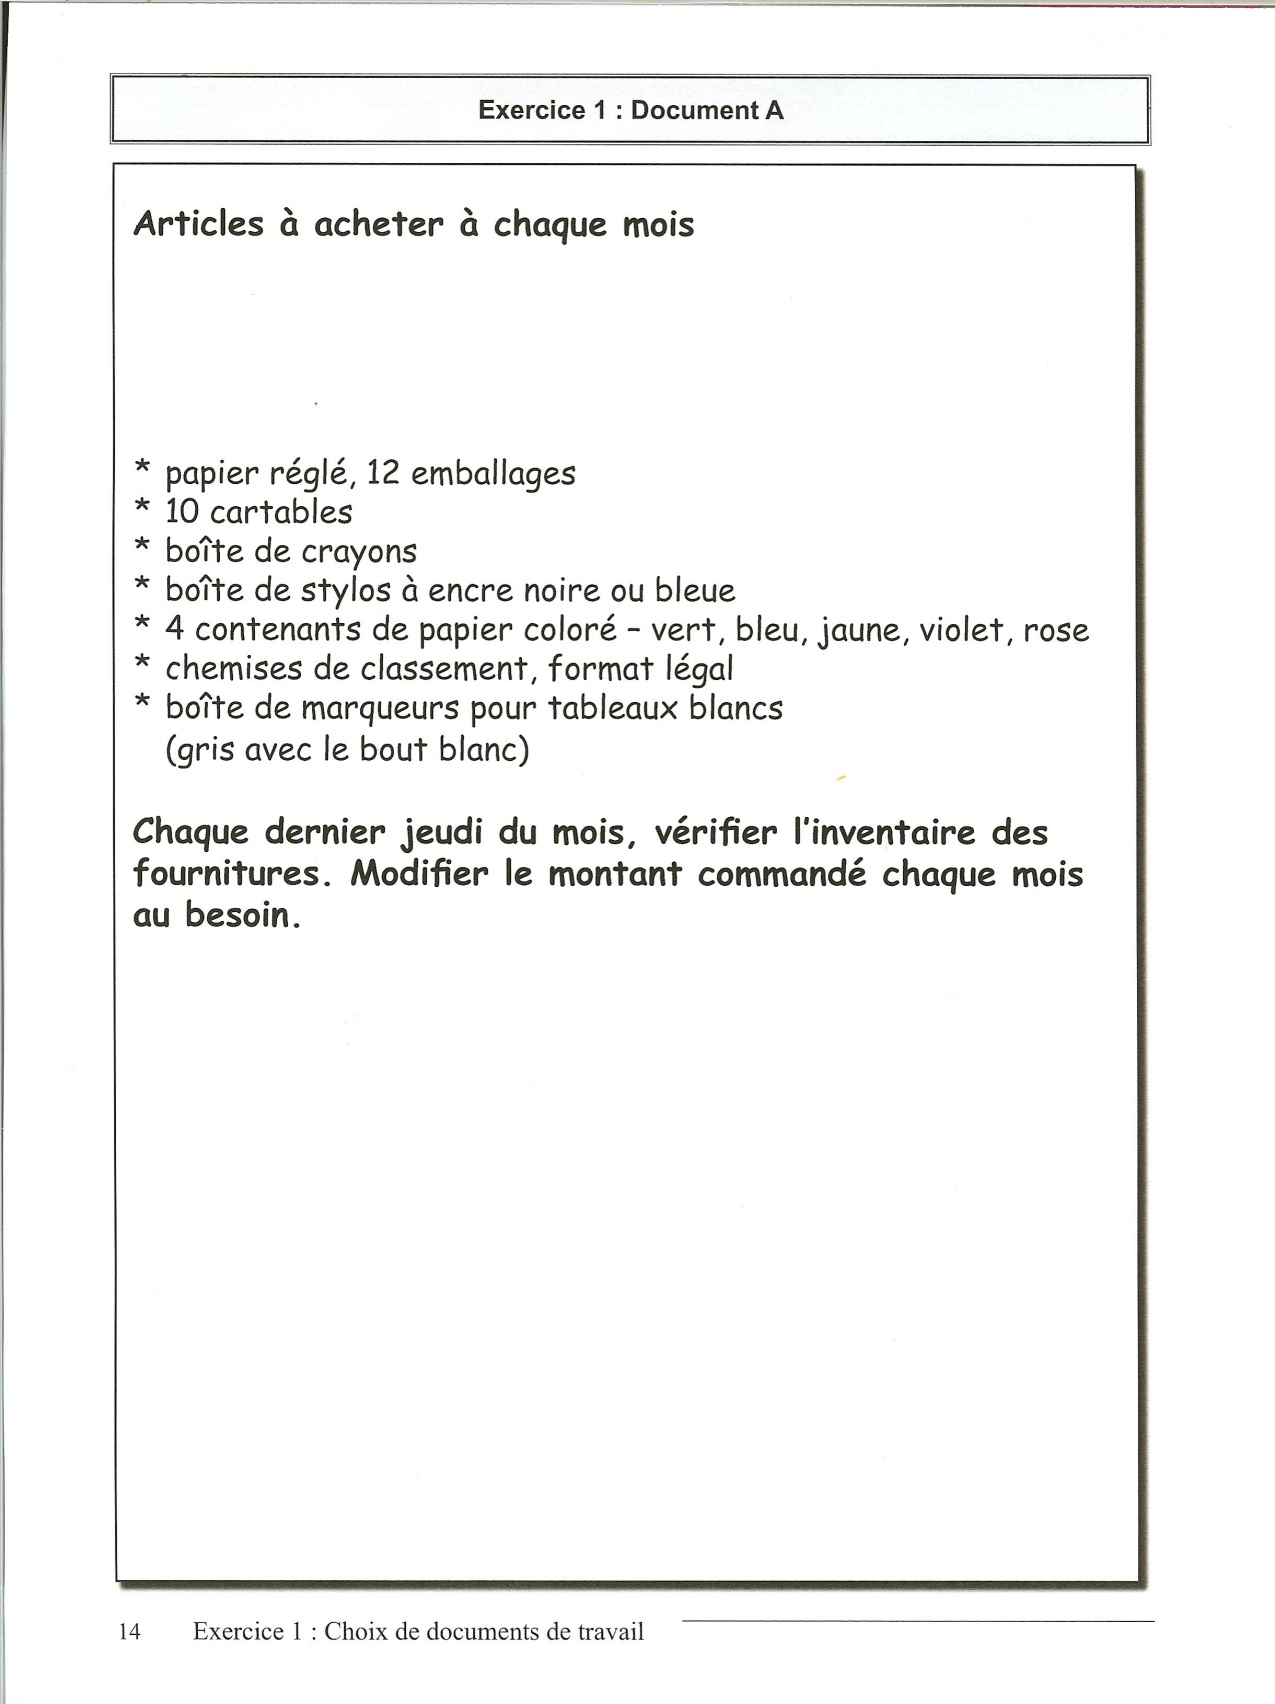 Exercice 1 : Document A
Articles à acheter à chaque mois
* papier réglé, 12 emballages
* 10 cartables
* boîte de crayons
* boîte de stylos à encre noire ou bleue
* 4 contenants de papier coloré – vert, bleu, jaune, violet, rose
* chemises de classement, format légal
* boîte de marqueurs pour tableaux blancs
(gris avec le bout blanc)
Chaque dernier jeudi du mois, vérifier l'inventaire des
fournitures. Modifier le montant commandé chaque mois
au besoin.
14 Exercice 1 : Choix de documents de travail